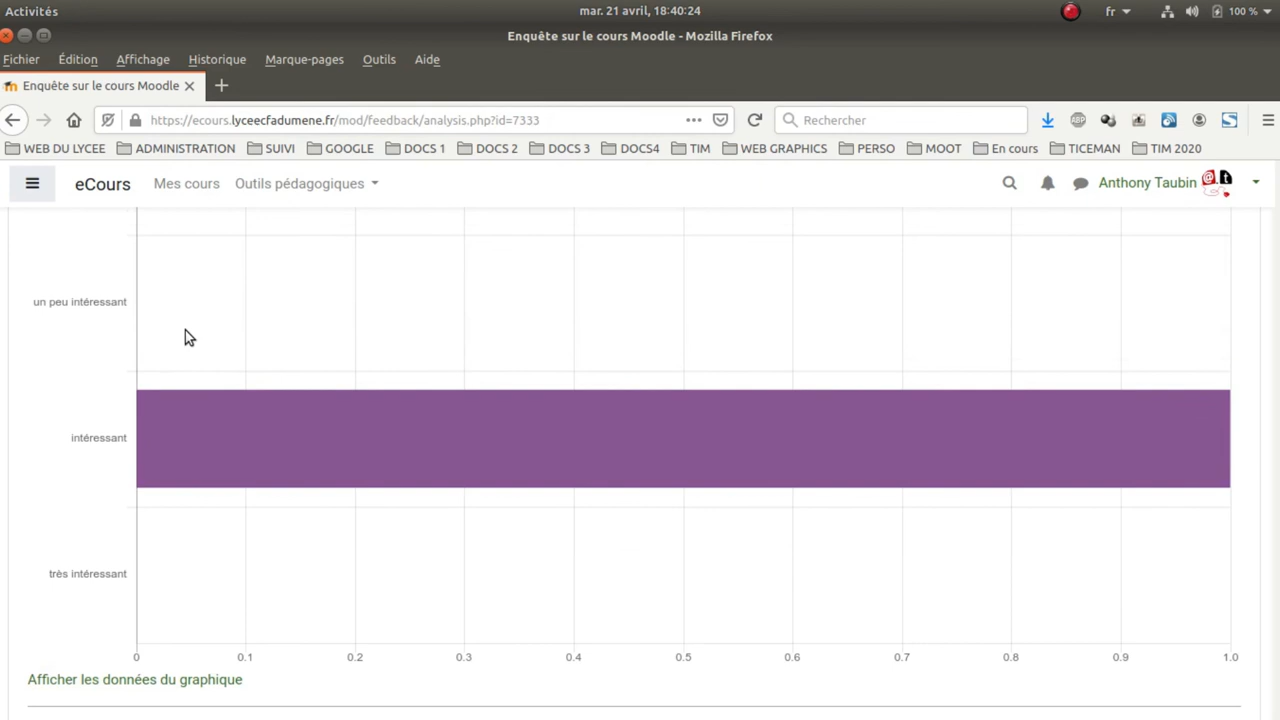 Activités
mar. 21 avril, 18:40:24
fr
100 %
Enquête sur le cours Moodle - Mozilla Firefox
Fichier Édition Affichage Historique Marque-pages Outils Aide
Enquête sur le cours Moodle
https://ecours.lyceecfadumene.fr/mod/feedback/analysis.php?id=7333
Rechercher
ABP
WEB DU LYCEE ADMINISTRATION SUIVI GOOGLE DOCS 1 DOCS 2 DOCS 3 DOCS4 TIM WEB GRAPHICS PERSO MOOT En cours TICEMAN TIM 2020
eCours Mes cours Outils pédagogiques Anthony Taubin
un peu intéressant
intéressant
très intéressant
0 0.1 0.2 0.3 0.4 0.5 0.6 0.7 0.8 0.9 1.0
Afficher les données du graphique